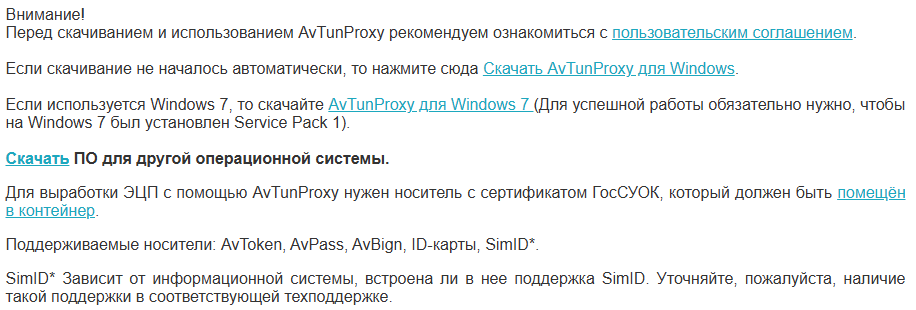 Внимание!
Перед скачиванием и использованием AvTunProxy рекомендуем ознакомиться с пользовательским соглашением.
Если скачивание не началось автоматически, то нажмите сюда Скачать AvTunProxy для Windows.
Если используется Windows 7, то скачайте AvTunProxy для Windows 7 (Для успешной работы обязательно нужно, чтобы
на Windows 7 был установлен Service Pack 1).
Скачать ПО для другой операционной системы.
Для выработки ЭЦП с помощью AvTunProxy нужен носитель с сертификатом ГосСУОК, который должен быть помещён
в контейнер.
Поддерживаемые носители: AvToken, AvPass, AvBign, ID-карты, SimID*.
SimID* Зависит от информационной системы, встроена ли в нее поддержка SimID. Уточняйте, пожалуйста, наличие
такой поддержки в соответствующей техподдержке.